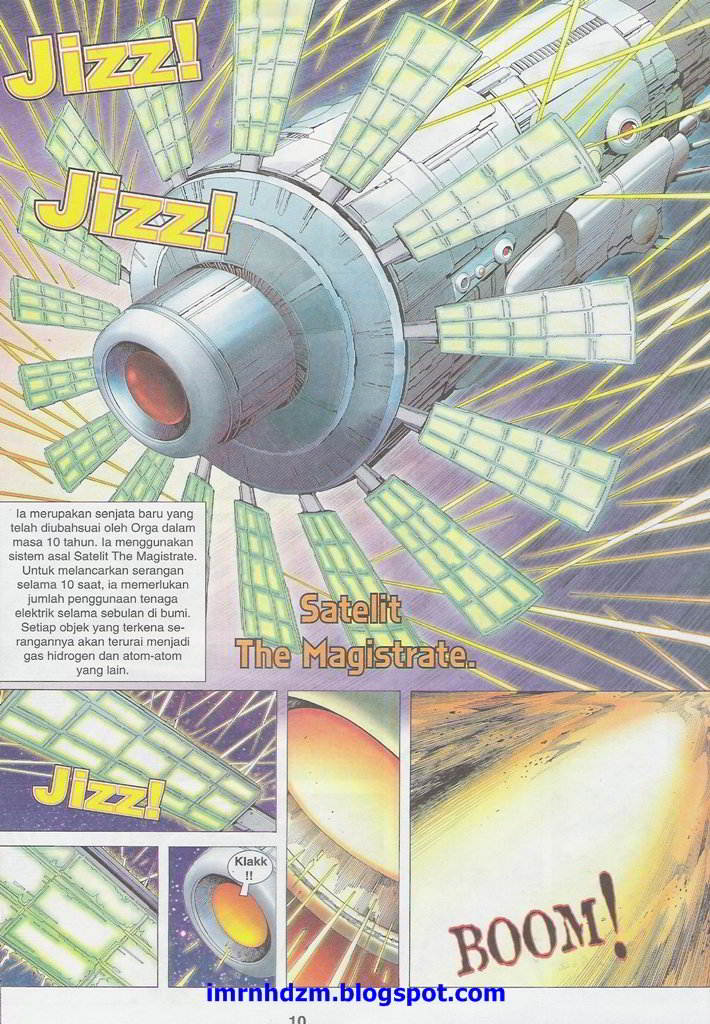 Jizz!
Jizz!
Ia merupakan senjata baru yang
telah diubahsuai oleh Orga dalam
masa 10 tahun. Ia menggunakan
sistem asal Satelit The Magistrate.
Untuk melancarkan serangan
selama 10 saat, ia memerlukan
jumlah penggunaan tenaga
elektrik selama sebulan di bumi.
Setiap objek yang terkena se-
rangannya akan terurai menjadi
gas hidrogen dan atom-atom
yang lain.
Satelit
The Magistrate.
Jizz!
Klakk
!!
BOOM!
imrnhdzm.blogspot.com
10